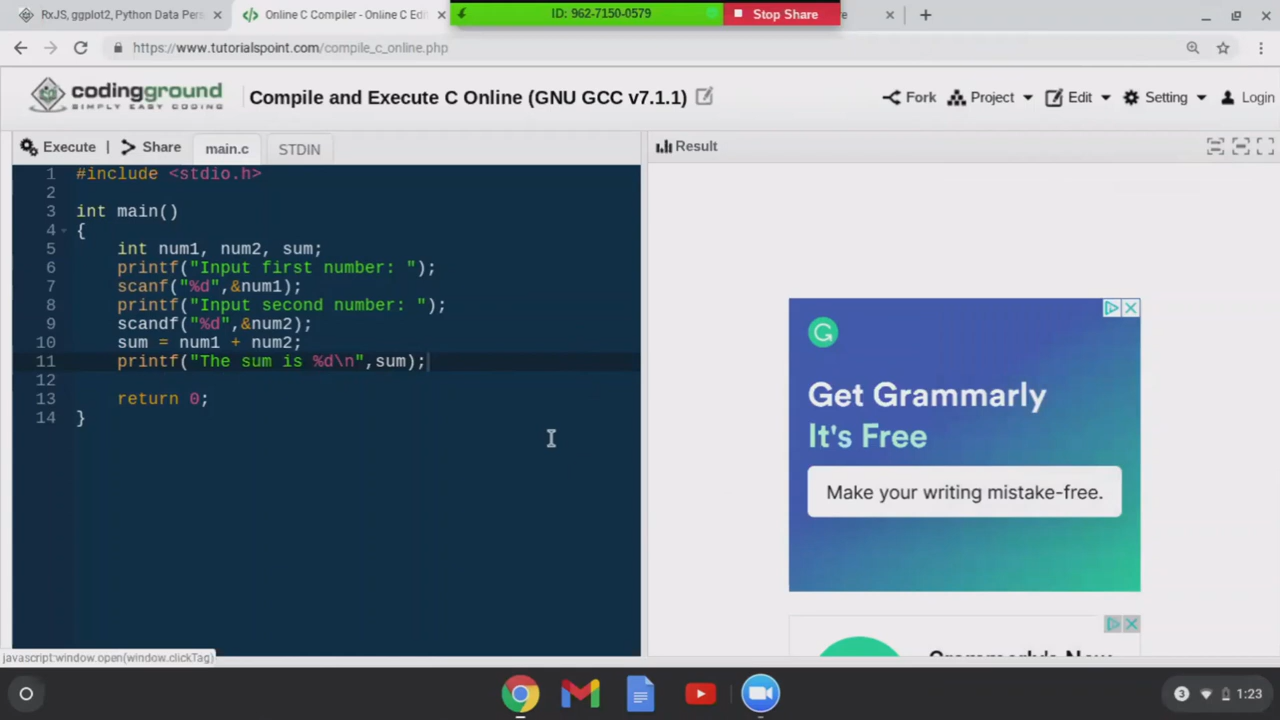 RxJS, ggplot2, Python Data Pers
Online C Compiler - Online C Edi
ID: 962-7150-0579
Stop Share
https://www.tutorialspoint.com/compile_c_online.php
codingground
SIMPLY EASY CODING
Compile and Execute C Online (GNU GCC v7.1.1)
Fork
Project
Edit
Setting
Login
Execute | Share main.c STDIN
Result
1 #include <stdio.h>
2
3 int main()
4 {
5 int num1, num2, sum;
6 printf("Input first number: ");
7 scanf("%d",&num1);
8 printf("Input second number: ");
9 scandf("%d",&num2);
10 sum = num1 + num2;
11 printf("The sum is %d\n",sum);
12
13 return 0;
14 }
Get Grammarly
It's Free
Make your writing mistake-free.
Grammarly's New
javascript:window.open(window.clickTag)
3
1:23